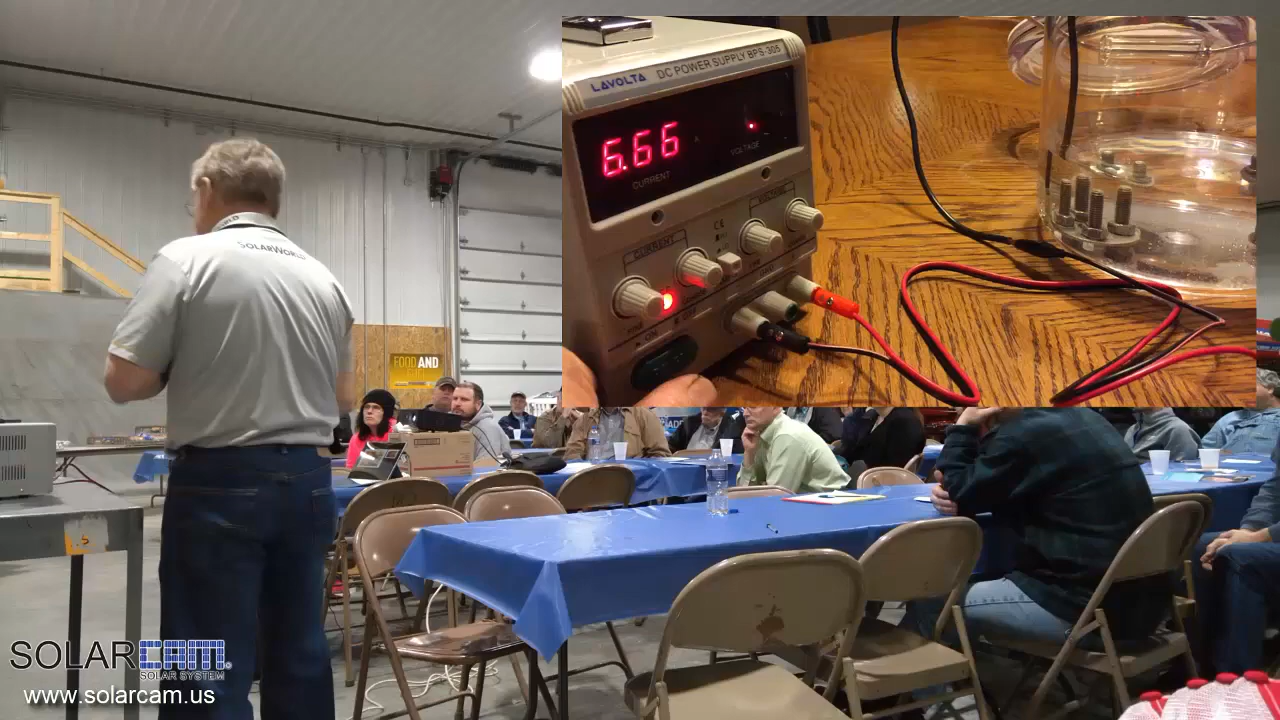 LAVOLTA DC POWER SUPPLY BPS-305
6.66 A
CURRENT
VOLTAGE
CE
CURRENT
SOLARWORLD
FOOD AND
SOLARCAM
SOLAR SYSTEM
www.solarcam.us